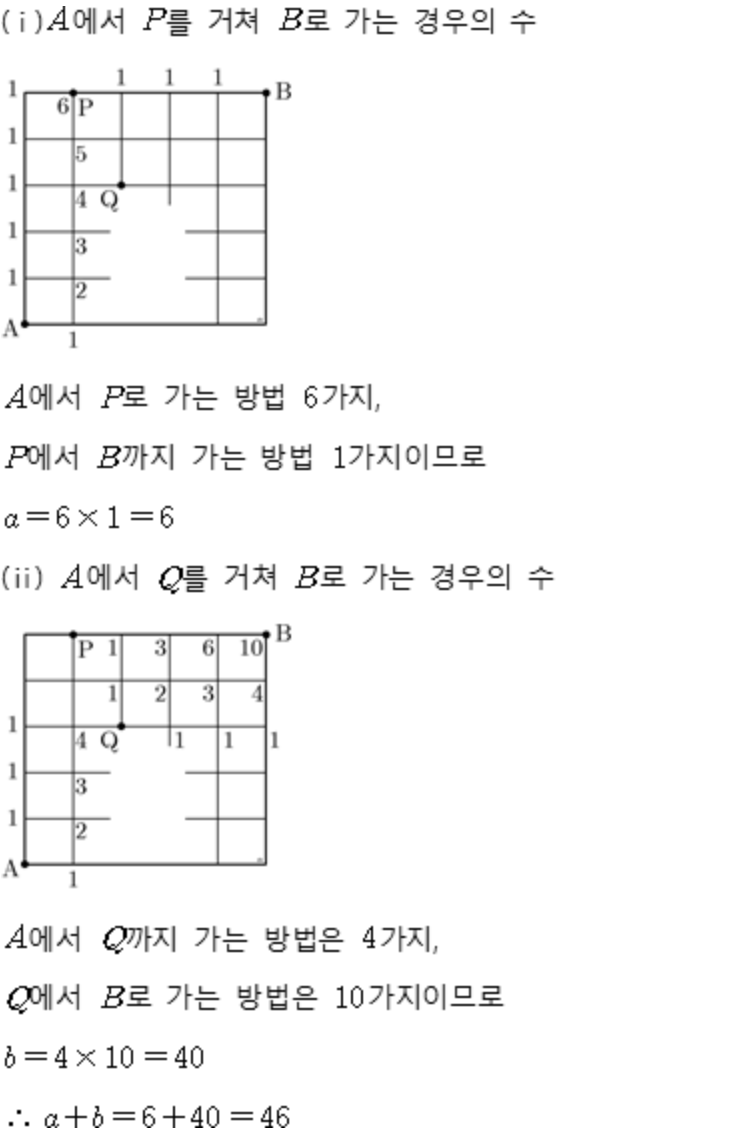 (ⅰ)A에서 P를 거쳐 B로 가는 경우의 수
1 1 1 1 B
6 P
1
5
1
4 Q
1
3
1
2
A
1
A에서 P로 가는 방법 6가지,
P에서 B까지 가는 방법 1가지이므로
a=6×1=6
(ⅱ) A에서 Q를 거쳐 B로 가는 경우의 수
B
P 1 3 6 10
1 2 3 4
1
4 Q 1 1 1
1
3
1
2
A
1
A에서 Q까지 가는 방법은 4가지,
Q에서 B로 가는 방법은 10가지이므로
b=4×10=40
∴ a+b=6+40=46